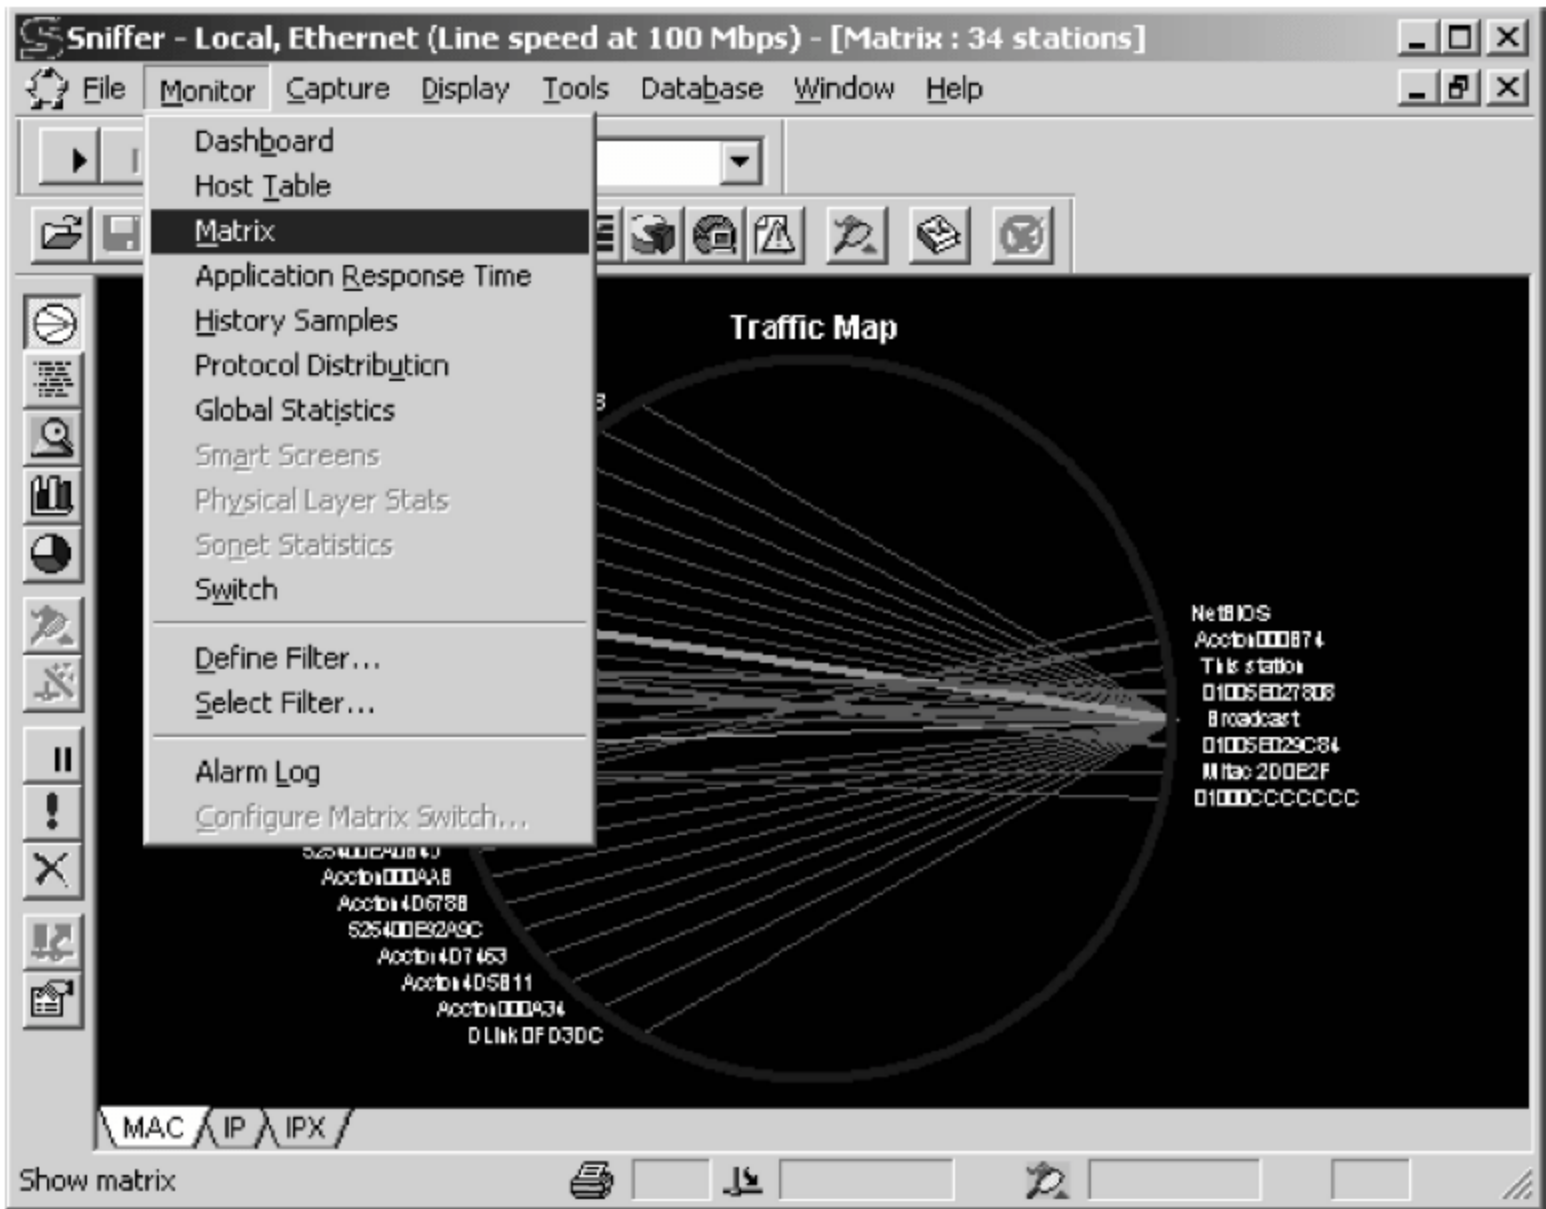 Sniffer - Local, Ethernet (Line speed at 100 Mbps) - [Matrix : 34 stations]
File Monitor Capture Display Tools Database Window Help
Dashboard
Host Table
Matrix
Application Response Time
History Samples
Protocol Distribution
Global Statistics
Smart Screens
Physical Layer Stats
Sonet Statistics
Switch
Define Filter...
Select Filter...
Alarm Log
Configure Matrix Switch...
Traffic Map
NetBIOS
This station
Broadcast
Accton4D678B
525400E92A9C
Accton4D7463
Accton4D5811
MAC IP IPX
Show matrix